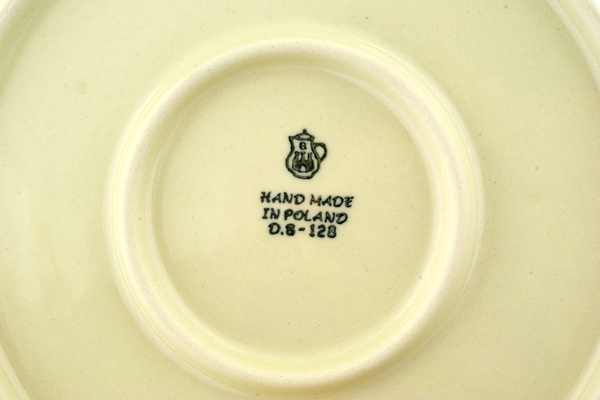 G
HAND MADE
IN POLAND
D.8-128